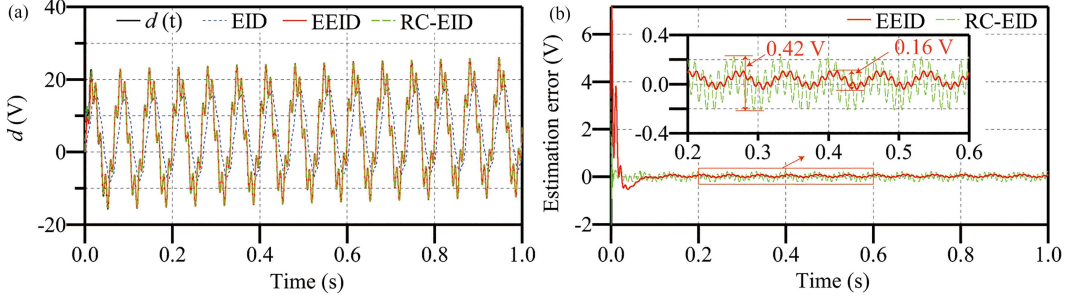 (a)
d (t) EID EEID RC-EID
40
20
0
-20
d (V)
0.0 0.2 0.4 0.6 0.8 1.0
Time (s)
(b)
EEID RC-EID
6
4
2
0
-2
Estimation error (V)
0.4
0.0
-0.4
0.42 V
0.16 V
0.2 0.3 0.4 0.5 0.6
0.0 0.2 0.4 0.6 0.8 1.0
Time (s)